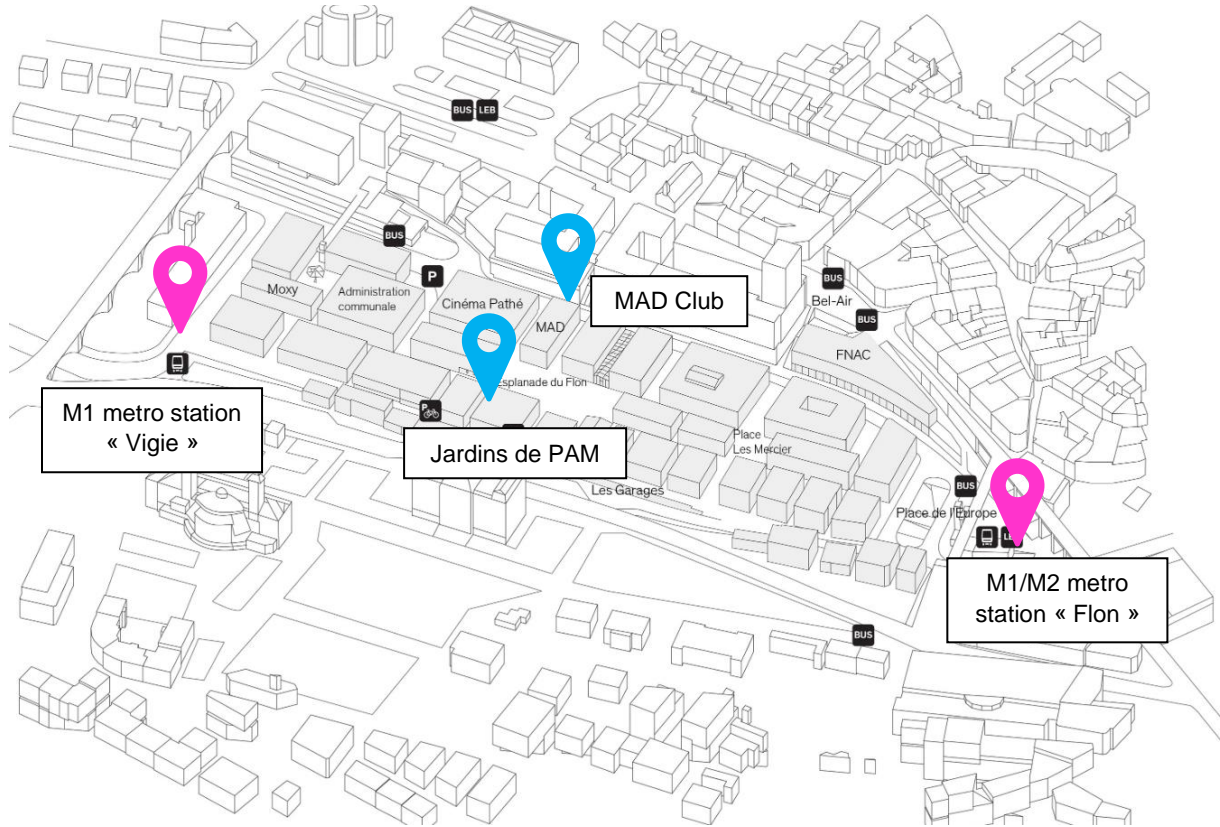 BUS LEB
BUS
P
Moxy
Administration
communale
Cinéma Pathé
MAD
MAD Club
BUS
Bel-Air
BUS
FNAC
Esplanade du Flon
M1 metro station
« Vigie »
P
Jardins de PAM
Place
Les Mercier
Les Garages
BUS
Place de l'Europe
M1/M2 metro
station « Flon »
BUS